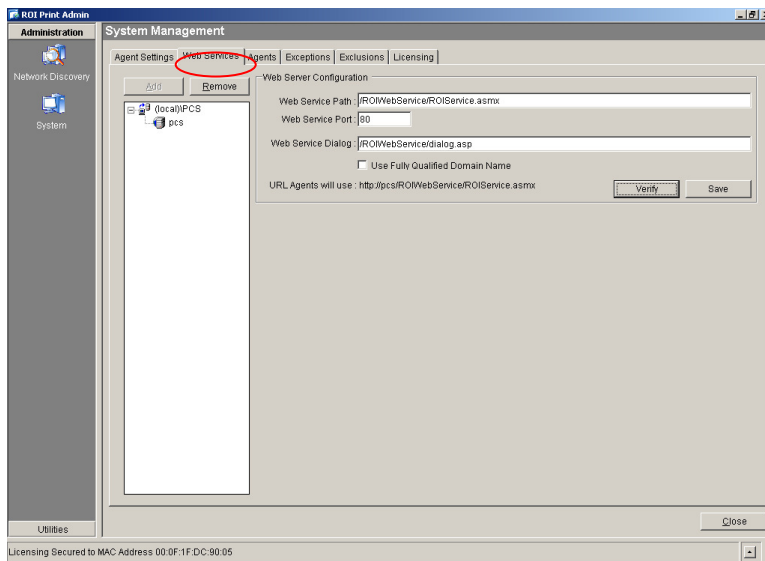 ROI Print Admin
Administration
System Management
Network Discovery
System
Utilities
Agent Settings
Web Services
Agents
Exceptions
Exclusions
Licensing
Add
Remove
(local)\PCS
pcs
Web Server Configuration
Web Service Path : /ROIWebService/ROIService.asmx
Web Service Port : 80
Web Service Dialog : /ROIWebService/dialog.asp
Use Fully Qualified Domain Name
URL Agents will use : http://pcs/ROIWebService/ROIService.asmx
Verify
Save
Close
Licensing Secured to MAC Address 00:0F:1F:DC:90:05